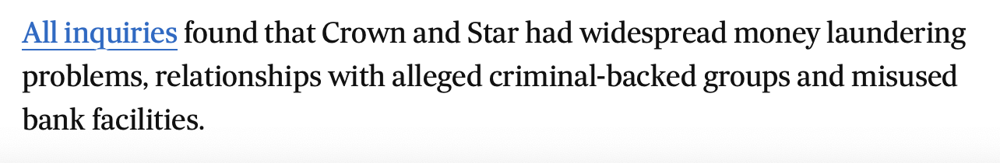 All inquiries found that Crown and Star had widespread money laundering
problems, relationships with alleged criminal-backed groups and misused
bank facilities.